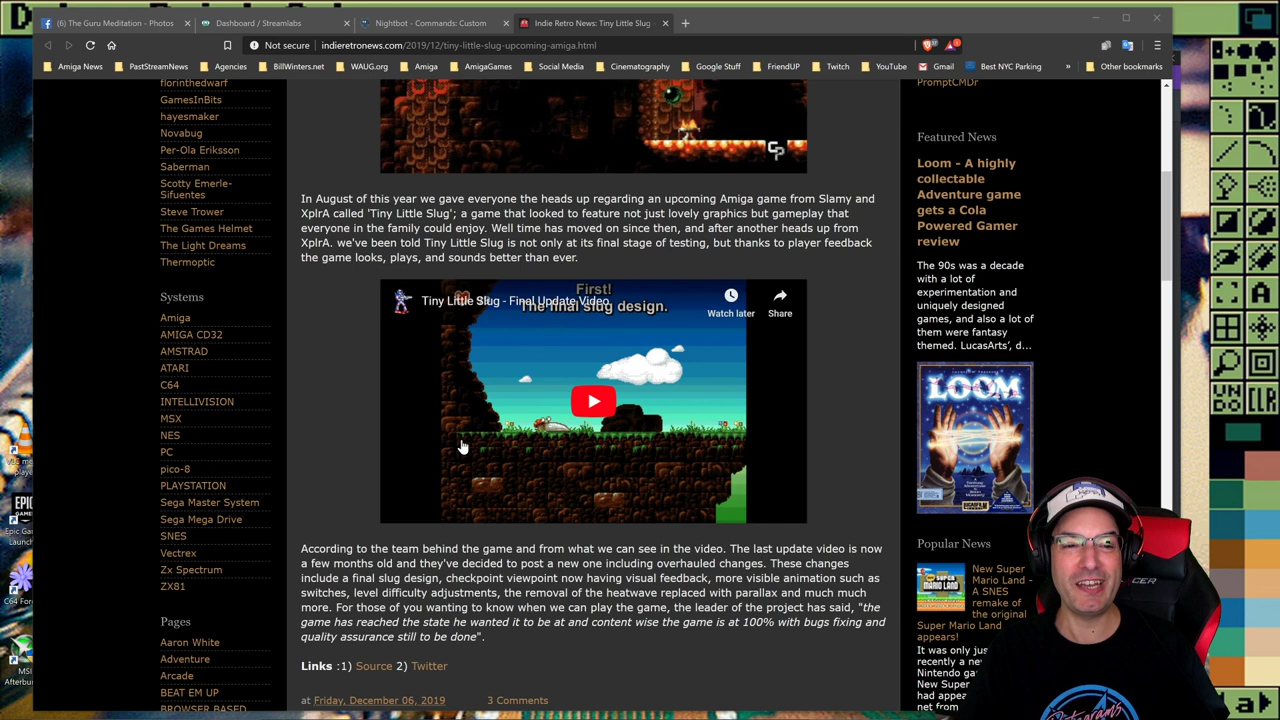 (6) The Guru Meditation - Photos
Dashboard / Streamlabs
Nightbot - Commands: Custom
Indie Retro News: Tiny Little Slug
Not secure
indieretronews.com/2019/12/tiny-little-slug-upcoming-amiga.html
Amiga News
PastStreamNews
Agencies
BillWinters.net
WAUG.org
Amiga
AmigaGames
Social Media
Cinematography
Google Stuff
FriendUP
Twitch
YouTube
Gmail
Best NYC Parking
»
Other bookmarks
florinthedwarf
GamesInBits
hayesmaker
Novabug
Per-Ola Eriksson
Saberman
Scotty Emerle-
Sifuentes
Steve Trower
The Games Helmet
The Light Dreams
Thermoptic
Systems
Amiga
AMIGA CD32
AMSTRAD
ATARI
C64
INTELLIVISION
MSX
NES
PC
pico-8
PLAYSTATION
Sega Master System
Sega Mega Drive
SNES
Vectrex
Zx Spectrum
ZX81
Pages
Aaron White
Adventure
Arcade
BEAT EM UP
BROWSER BASED
In August of this year we gave everyone the heads up regarding an upcoming Amiga game from Slamy and
XplrA called 'Tiny Little Slug'; a game that looked to feature not just lovely graphics but gameplay that
everyone in the family could enjoy. Well time has moved on since then, and after another heads up from
XplrA. we've been told Tiny Little Slug is not only at its final stage of testing, but thanks to player feedback
the game looks, plays, and sounds better than ever.
First!
Tiny Little Slug - Final Update Video
The final slug design.
Watch later
Share
According to the team behind the game and from what we can see in the video. The last update video is now
a few months old and they've decided to post a new one including overhauled changes. These changes
include a final slug design, checkpoint viewpoint now has a visual feedback, more visible animation such as
switches, level difficulty adjustments, the removal of the heatwave effect with parallax and much much
more. For those of you wanting to know when we can play the game, the leader of the project has said, "the
game has reached the state he wanted it to be at and content wise the game is at 100% with bugs fixing and
quality assurance still to be done".
Links :1) Source 2) Twitter
at Friday, December 06, 2019
3 Comments
PromptCMDr
Featured News
Loom - A highly
collectable
Adventure game
gets a Cola
Powered Gamer
review
The 90s was a decade
with a lot of
experimentation and
uniquely designed
games, and also a lot of
them were fantasy
themed. LucasArts', d...
LOOM
Popular News
New Super
Mario Land -
A SNES
remake of
the original
Super Mario Land
appears!
It was only jus
recently a ne
Nintendo ga
New Super
had appea
net from